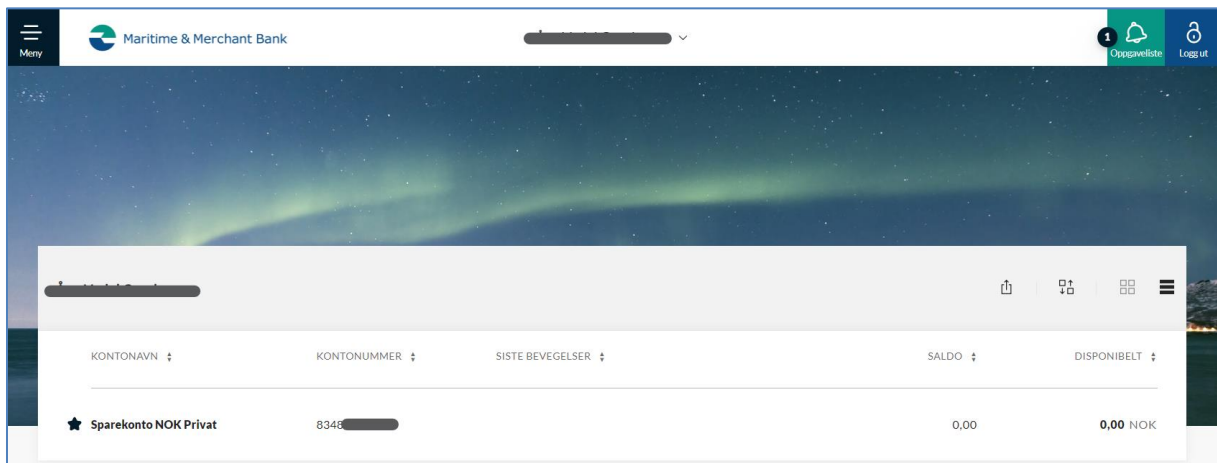 Meny
Maritime & Merchant Bank
1
Oppgaveliste
Logg ut
KONTONAVN KONTONUMMER SISTE BEVEGELSER SALDO DISPONIBELT
Sparekonto NOK Privat 8348 0,00 0,00 NOK